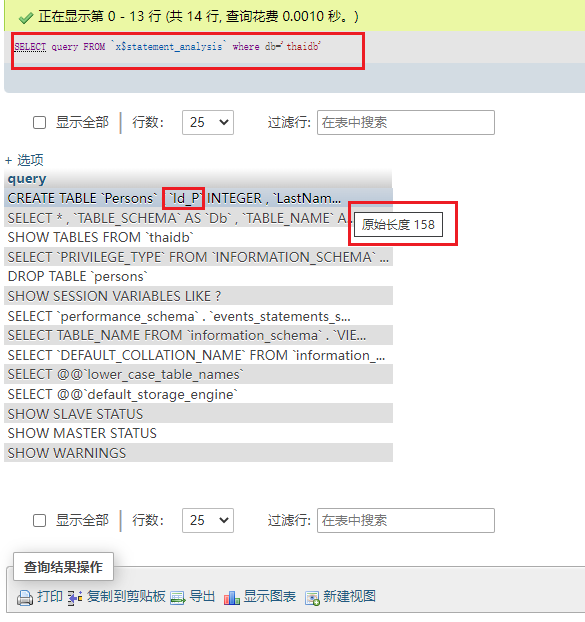 正在显示第 0 - 13 行 (共 14 行, 查询花费 0.0010 秒。)
SELECT query FROM `x$statement_analysis` where db='thaidb'
显示全部 行数： 25 过滤行: 在表中搜索
+ 选项
query
CREATE TABLE `Persons` `Id_P` INTEGER , `LastNam...
SELECT * , `TABLE_SCHEMA` AS `Db` , `TABLE_NAME` A...
原始长度 158
SHOW TABLES FROM `thaidb`
SELECT `PRIVILEGE_TYPE` FROM `INFORMATION_SCHEMA` ...
DROP TABLE `persons`
SHOW SESSION VARIABLES LIKE ?
SELECT `performance_schema` . `events_statements_s...
SELECT TABLE_NAME FROM `information_schema` . `VIE...
SELECT `DEFAULT_COLLATION_NAME` FROM `information_...
SELECT @@`lower_case_table_names`
SELECT @@`default_storage_engine`
SHOW SLAVE STATUS
SHOW MASTER STATUS
SHOW WARNINGS
显示全部 行数： 25 过滤行: 在表中搜索
查询结果操作
打印 复制到剪贴板 导出 显示图表 新建视图